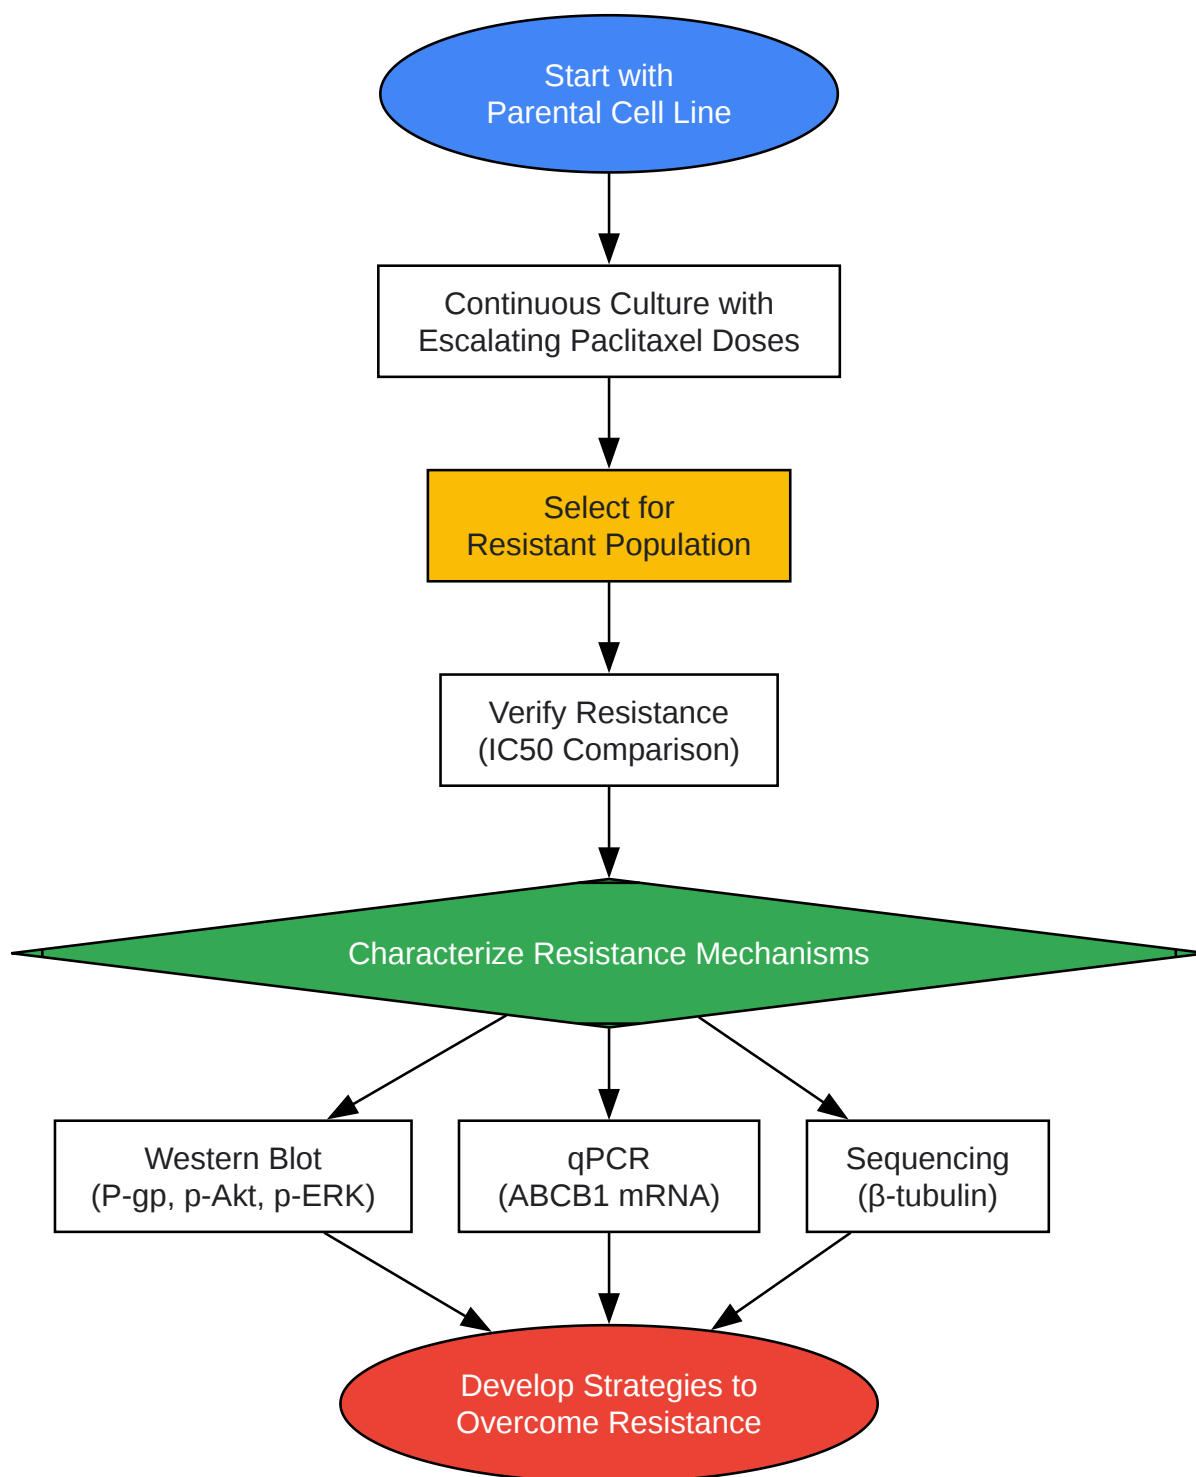 Start with
Parental Cell Line
Continuous Culture with
Escalating Paclitaxel Doses
Select for
Resistant Population
Verify Resistance
(IC50 Comparison)
Characterize Resistance Mechanisms
Western Blot
(P-gp, p-Akt, p-ERK)
qPCR
(ABCB1 mRNA)
Sequencing
(β-tubulin)
Develop Strategies to
Overcome Resistance